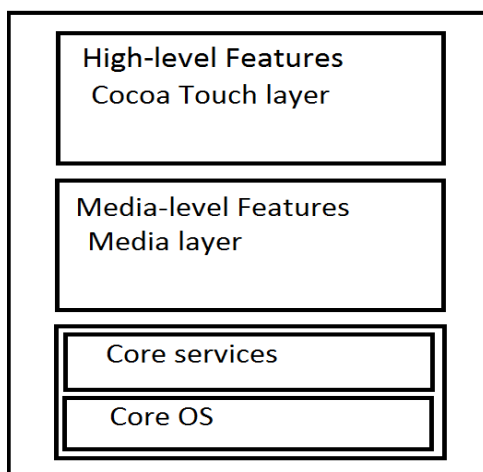 High-level Features
Cocoa Touch layer
Media-level Features
Media layer
Core services
Core OS